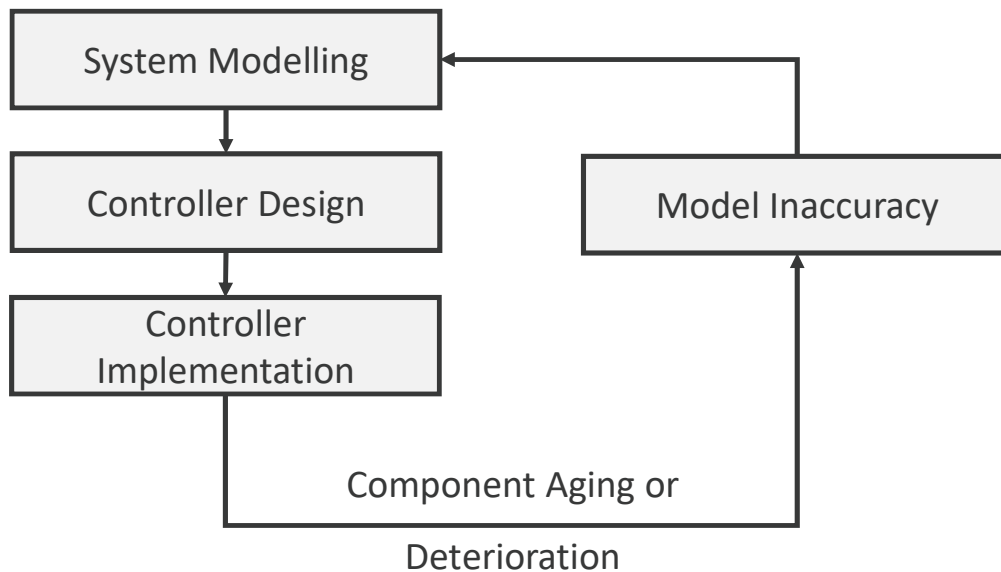 System Modelling
Controller Design
Controller
Implementation
Model Inaccuracy
Component Aging or
Deterioration